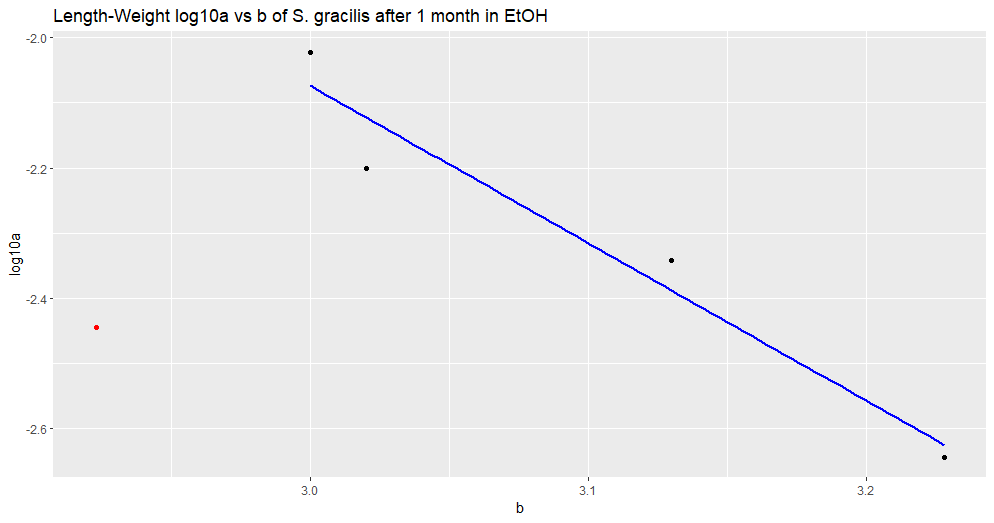 Length-Weight log10a vs b of S. gracilis after 1 month in EtOH
-2.0
-2.2
-2.4
-2.6
log10a
3.0 3.1 3.2
b